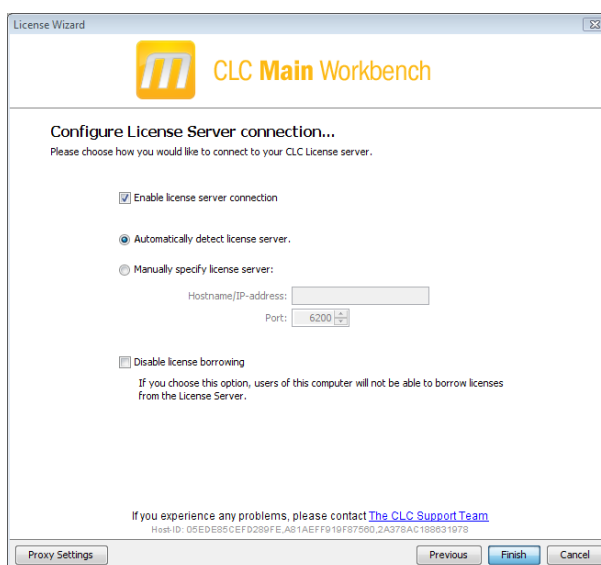 License Wizard
CLC Main Workbench
Configure License Server connection...
Please choose how you would like to connect to your CLC License server.
Enable license server connection
Automatically detect license server.
Manually specify license server:
Hostname/IP-address:
Port: 6200
Disable license borrowing
If you choose this option, users of this computer will not be able to borrow licenses
from the License Server.
If you experience any problems, please contact The CLC Support Team
Host-ID: 05EDE85CEFD289FE,A81AEFF919F87560,2A378AC188631978
Proxy Settings Previous Finish Cancel